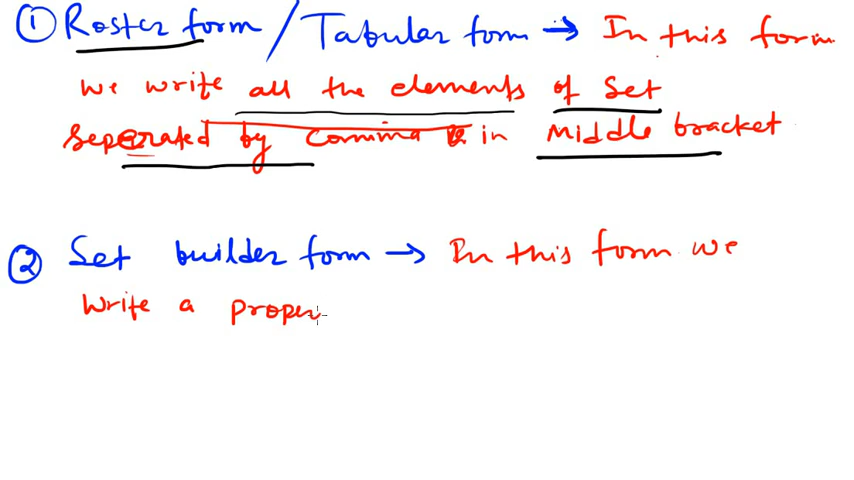 ① Roster form / Tabular form → In this form
we write all the elements of set
seperated by comma & in middle bracket
② Set builder form → In this form we
write a proper